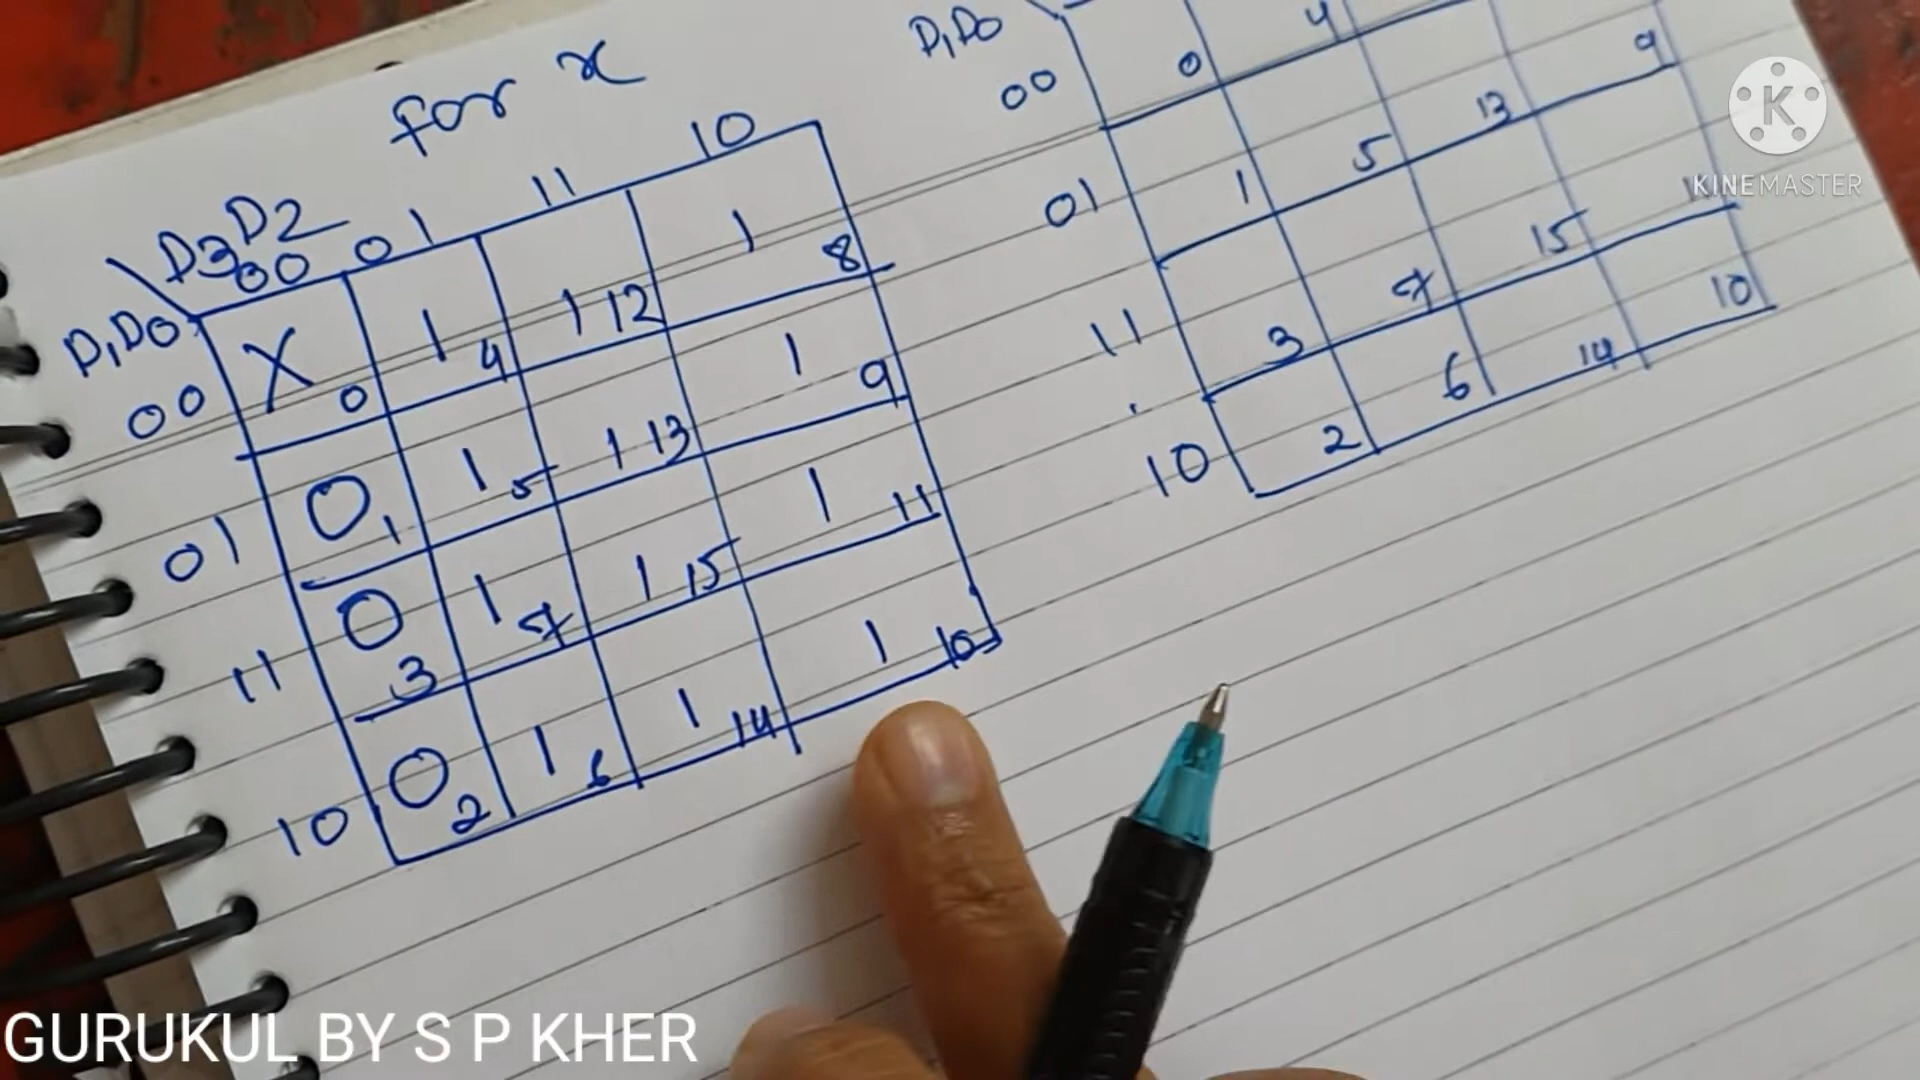 for x
D3D2
00 01 11 10
D1D0
00 X 0 1 4 1 12 1 8
01 0 1 1 5 1 13 1 9
11 0 3 1 7 1 15 1 11
10 0 2 1 6 1 14 1 10
D1D0
00 0 4 9
01 1 5 13
11 3 7 15
10 2 6 14 10
K
KINEMASTER
GURUKUL BY S P KHER